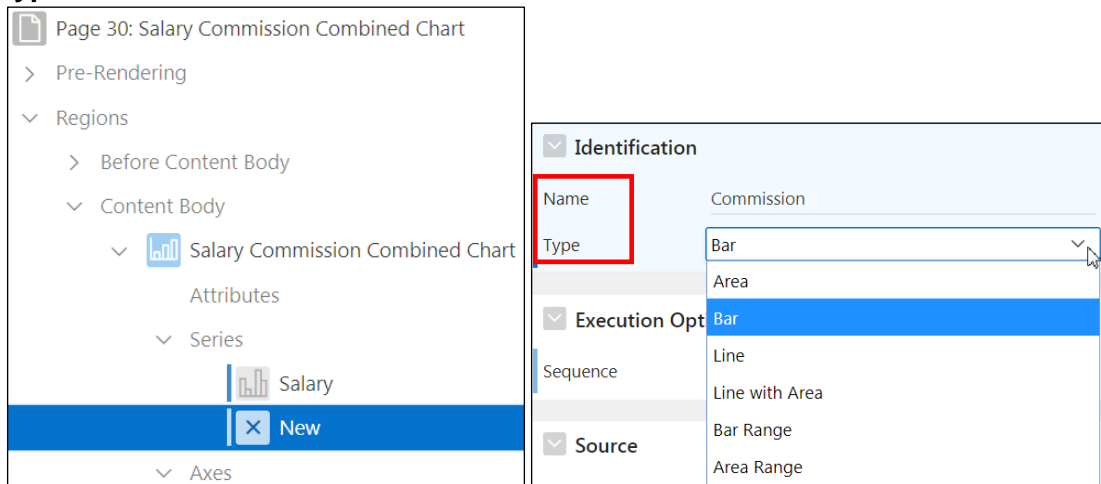 Page 30: Salary Commission Combined Chart
Pre-Rendering
Regions
Before Content Body
Content Body
Salary Commission Combined Chart
Attributes
Series
Salary
New
Axes
Identification
Name
Commission
Type
Bar
Area
Execution Opt
Bar
Line
Sequence
Line with Area
Bar Range
Source
Area Range